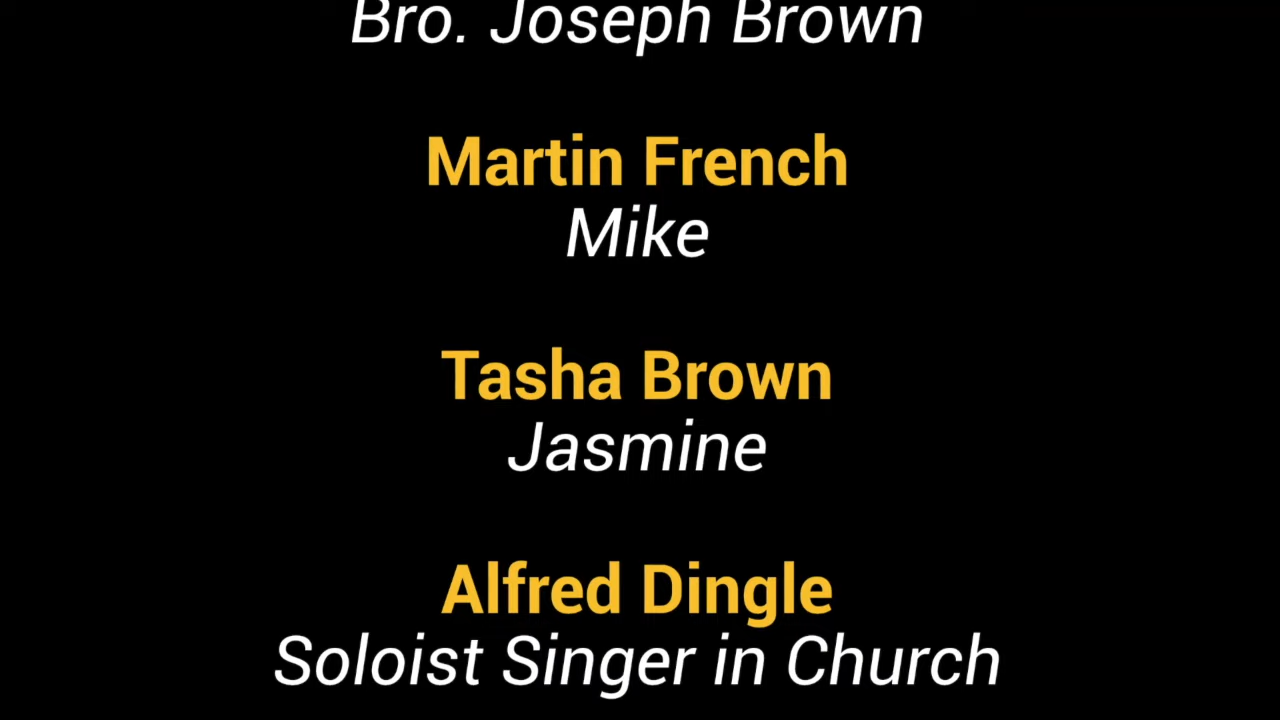 Bro. Joseph Brown
Martin French
Mike
Tasha Brown
Jasmine
Alfred Dingle
Soloist Singer in Church